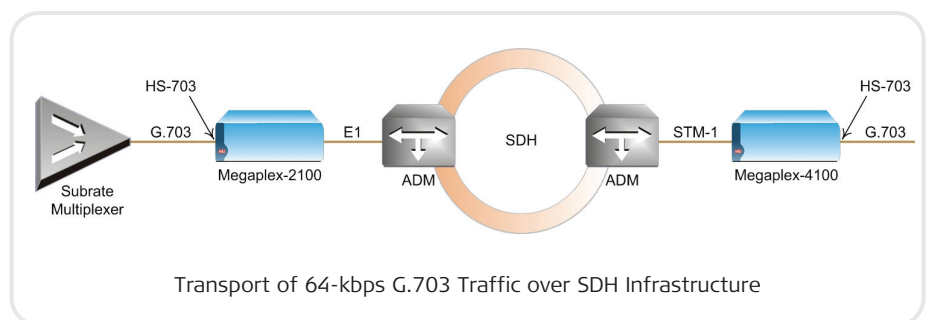 HS-703
HS-703
G.703
E1
SDH
STM-1
G.703
Megaplex-2100
ADM
ADM
Megaplex-4100
Subrate
Multiplexer
Transport of 64-kbps G.703 Traffic over SDH Infrastructure